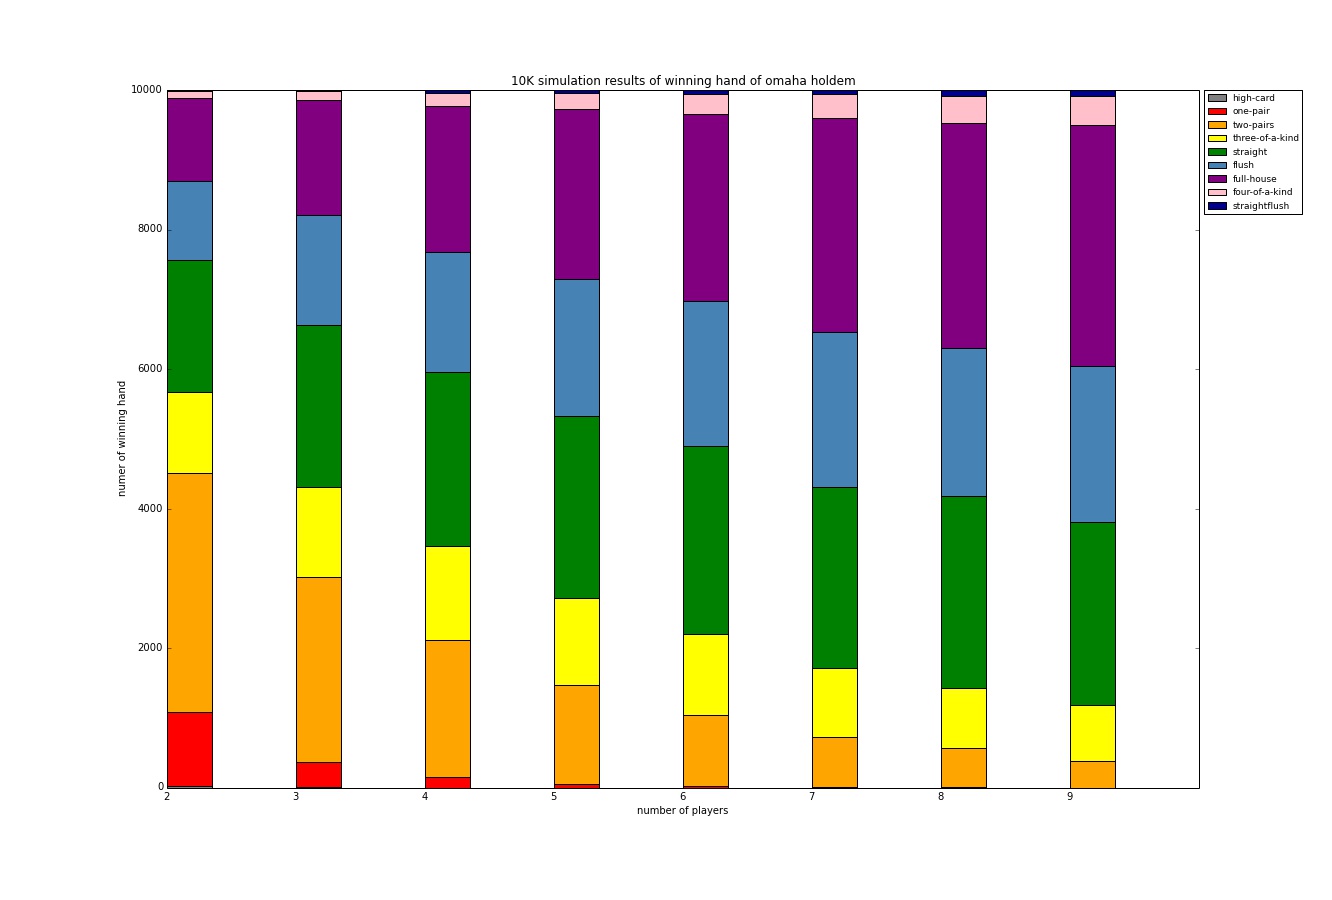 10K simulation results of winning hand of omaha holdem
10000
8000
6000
4000
2000
0
numer of winning hand
2 3 4 5 6 7 8 9
number of players
high-card
one-pair
two-pairs
three-of-a-kind
straight
flush
full-house
four-of-a-kind
straightflush